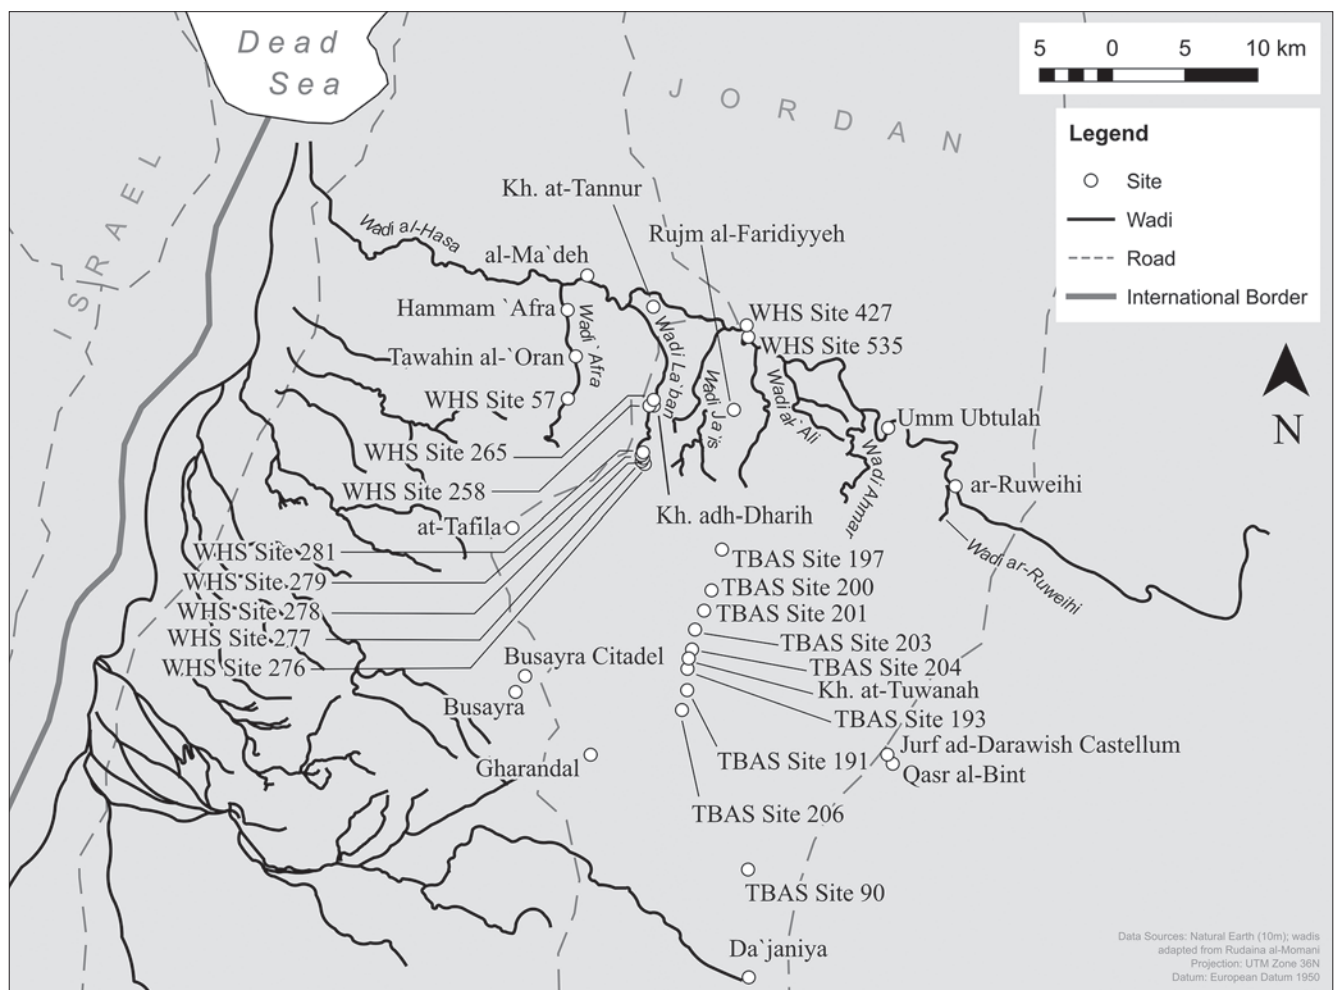 Dead
Sea
5 0 5 10 km
JORDAN
ISRAEL
Legend
Site
Wadi
Road
International Border
N
Kh. at-Tannur
Wadi al-Hasa
Rujm al-Faridiyyeh
al-Ma`deh
Hammam `Afra
Wadi `Afra
WHS Site 427
WHS Site 535
Wadi La`ban
Tawahin al-`Oran
Wadi Ja'is
Wadi al-`Ali
WHS Site 57
Umm Ubtulah
WHS Site 265
Wadi Ahmar
WHS Site 258
ar-Ruweihi
Kh. adh-Dharih
at-Tafila
WHS Site 281
TBAS Site 197
Wadi ar-Ruweihi
WHS Site 279
TBAS Site 200
WHS Site 278
TBAS Site 201
WHS Site 277
TBAS Site 203
WHS Site 276
Busayra Citadel
TBAS Site 204
Kh. at-Tuwanah
Busayra
TBAS Site 193
Jurf ad-Darawish Castellum
Gharandal
TBAS Site 191
Qasr al-Bint
TBAS Site 206
TBAS Site 90
Da`janiya
Data Sources: Natural Earth (10m); wadis
adapted from Rudaina al-Momani
Projection: UTM Zone 36N
Datum: European Datum 1950